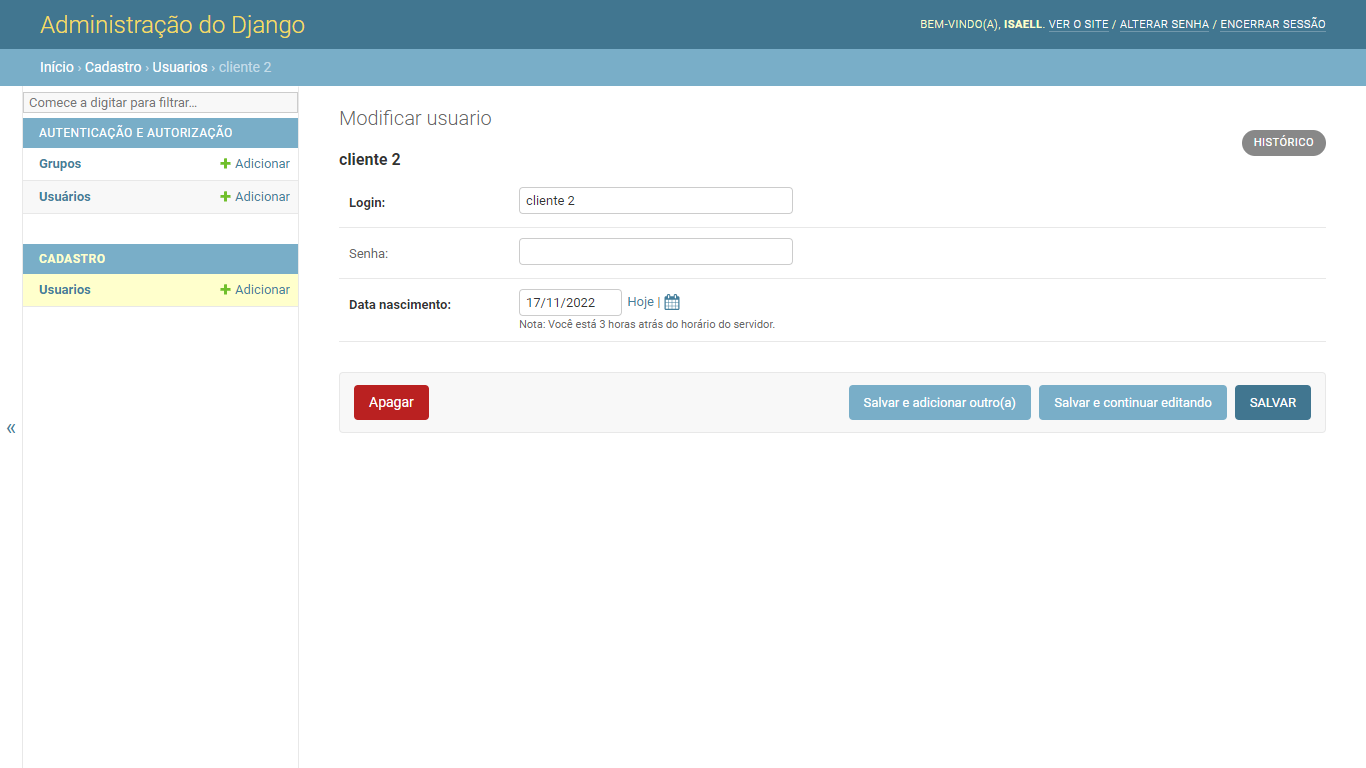 Administração do Django
BEM-VINDO(A), ISAELL. VER O SITE / ALTERAR SENHA / ENCERRAR SESSÃO
Início › Cadastro › Usuarios › cliente 2
Comece a digitar para filtrar...
AUTENTICAÇÃO E AUTORIZAÇÃO
Grupos Adicionar
Usuários Adicionar
CADASTRO
Usuarios Adicionar
«
Modificar usuario
HISTÓRICO
cliente 2
Login: cliente 2
Senha:
Data nascimento: 17/11/2022 Hoje |
Nota: Você está 3 horas atrás do horário do servidor.
Apagar Salvar e adicionar outro(a) Salvar e continuar editando SALVAR